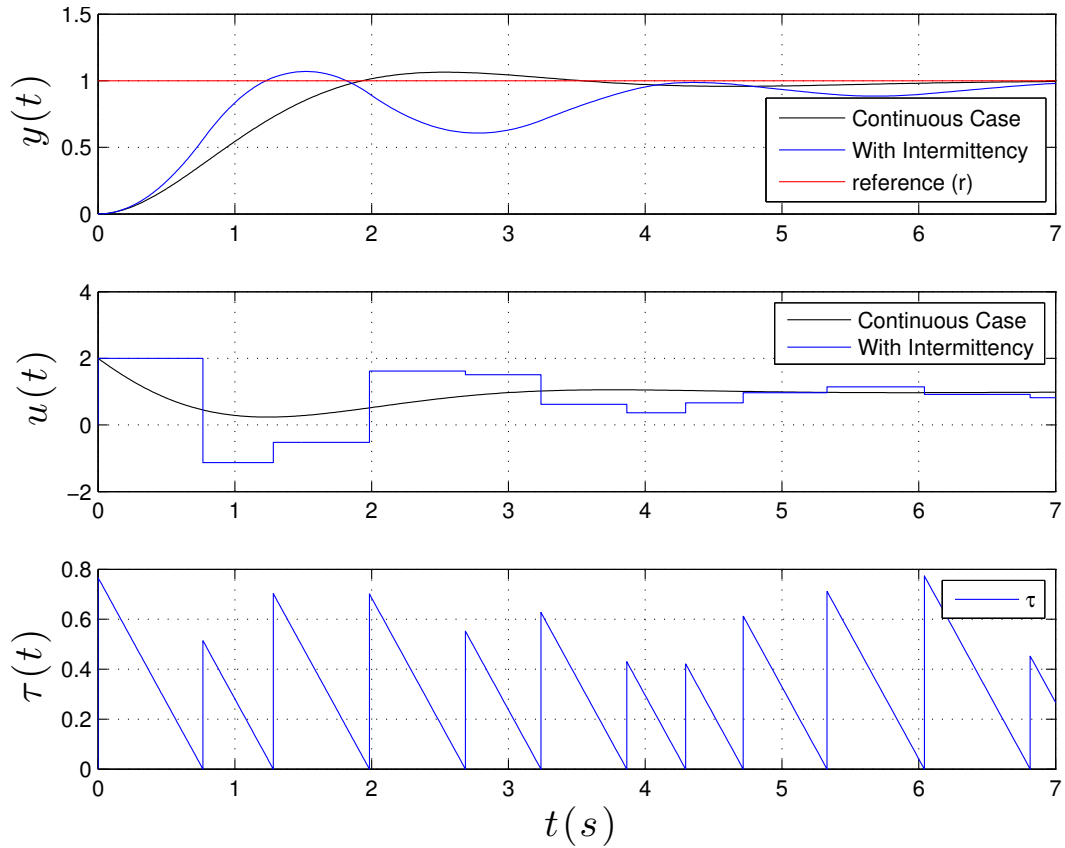 1.5
1
0.5
0
y(t)
Continuous Case
With Intermittency
reference (r)
0 1 2 3 4 5 6 7
4
2
0
−2
u(t)
Continuous Case
With Intermittency
0 1 2 3 4 5 6 7
0.8
0.6
0.4
0.2
0
τ(t)
τ
0 1 2 3 4 5 6 7
t(s)